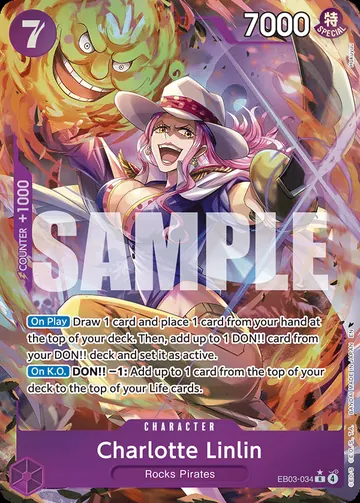 7
7000 特
SPECIAL
COUNTER +1000
SAMPLE
On Play Draw 1 card and place 1 card from your hand at
the top of your deck. Then, add up to 1 DON!! card from
your DON!! deck and set it as active.
On K.O. DON!! −1: Add up to 1 card from the top of your
deck to the top of your Life cards.
CHARACTER
Charlotte Linlin
Rocks Pirates
EB03-034 R 4